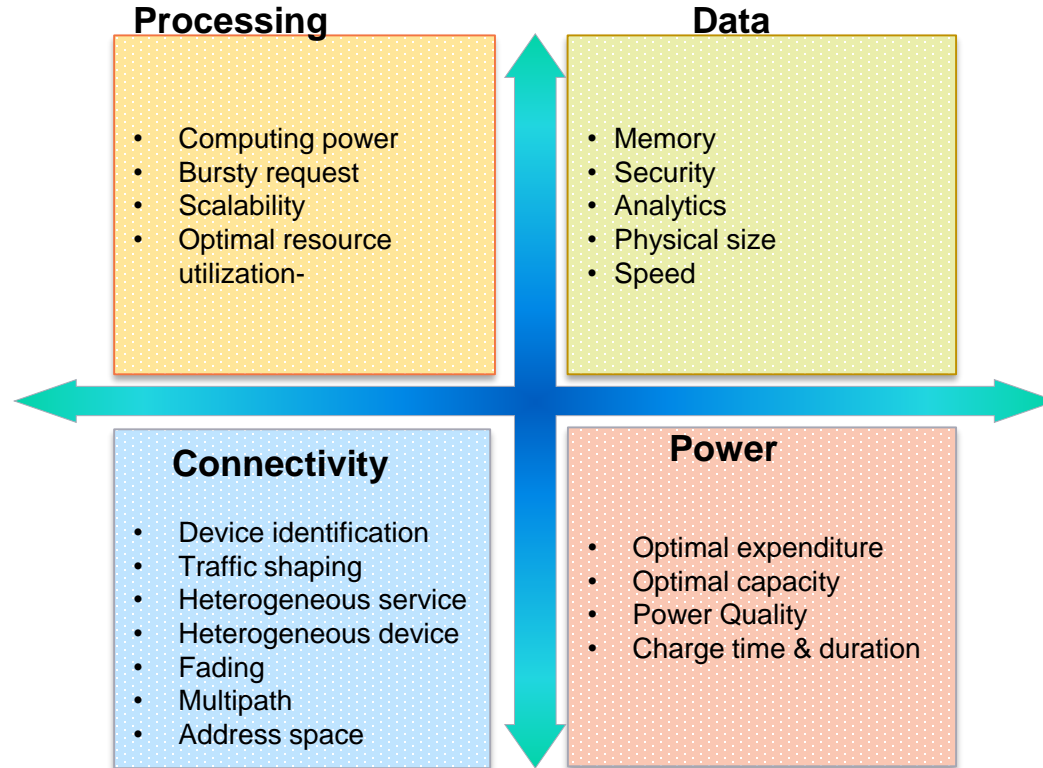 Processing
• Computing power
• Bursty request
• Scalability
• Optimal resource
utilization-
Data
• Memory
• Security
• Analytics
• Physical size
• Speed
Connectivity
• Device identification
• Traffic shaping
• Heterogeneous service
• Heterogeneous device
• Fading
• Multipath
• Address space
Power
• Optimal expenditure
• Optimal capacity
• Power Quality
• Charge time & duration